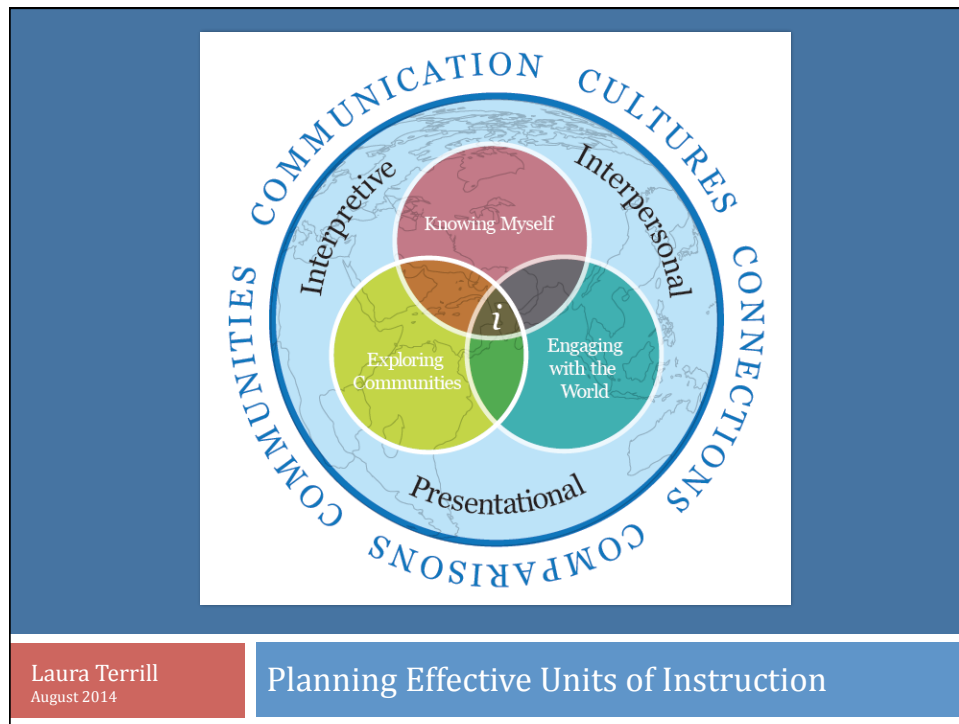 COMMUNICATION CULTURES CONNECTIONS COMPARISONS COMMUNITIES
Interpretive
Interpersonal
Presentational
Knowing Myself
i
Exploring
Communities
Engaging
with the
World
Laura Terrill
August 2014
Planning Effective Units of Instruction